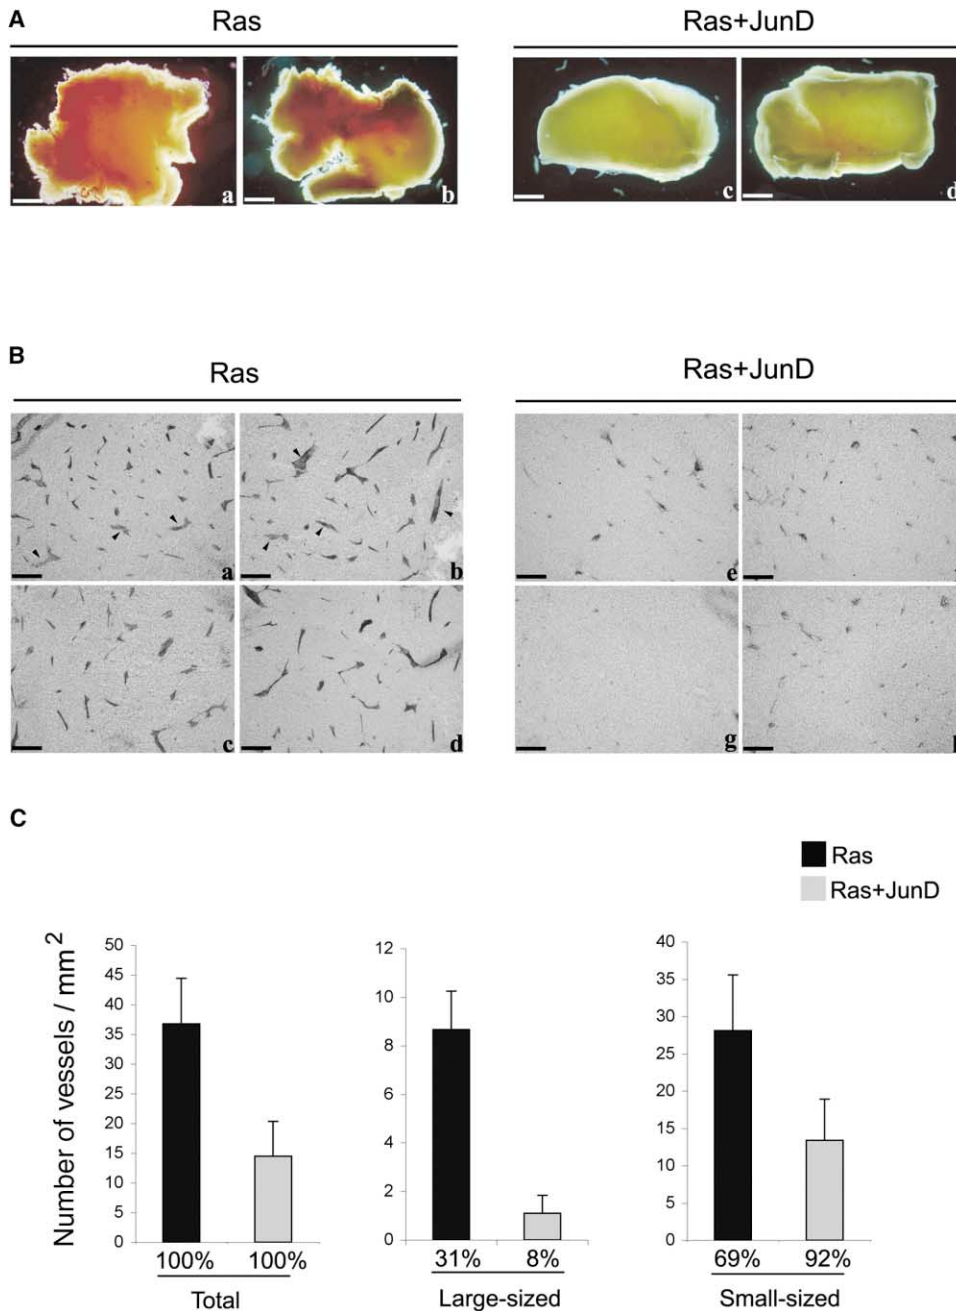 A
Ras
Ras+JunD
a
b
c
d
B
Ras
Ras+JunD
a
b
e
c
d
g
C
Ras
Ras+JunD
Number of vessels / mm2
50
45
40
35
30
25
20
15
10
5
0
100% 100%
Total
12
10
8
6
4
2
0
31% 8%
Large-sized
40
35
30
25
20
15
10
5
0
69% 92%
Small-sized